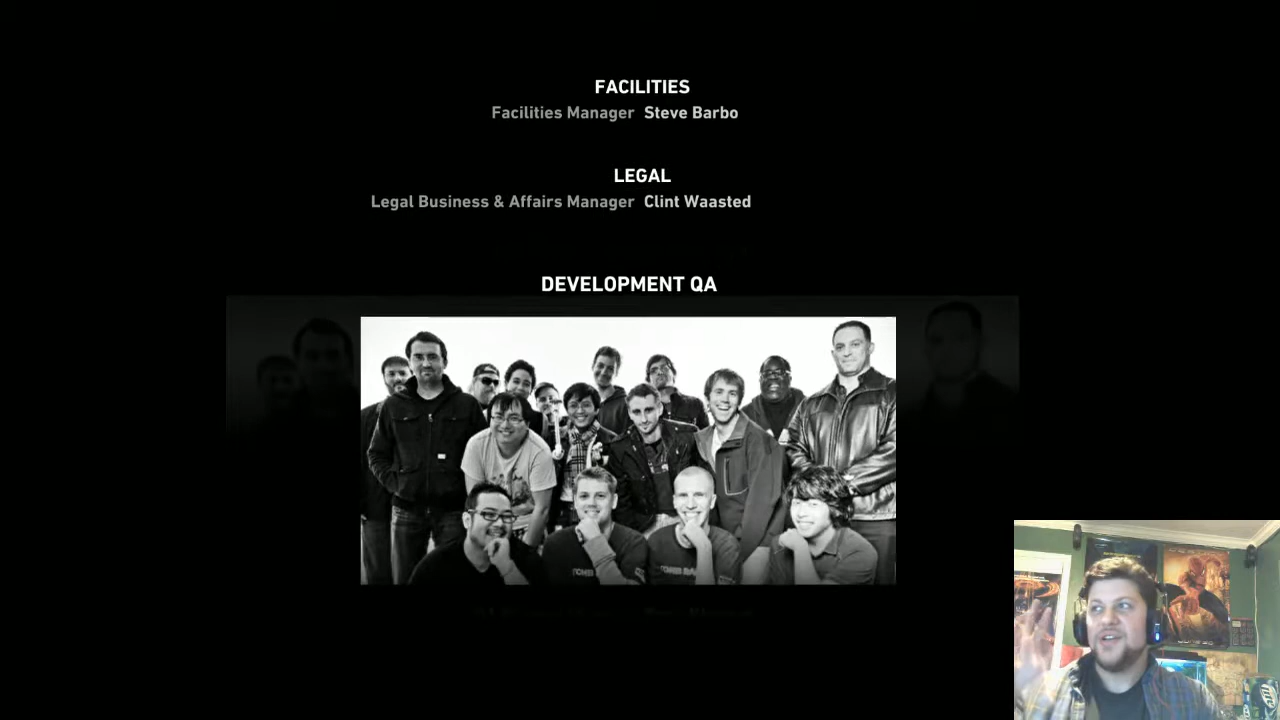 FACILITIES
Facilities Manager Steve Barbo
LEGAL
Legal Business & Affairs Manager Clint Waasted
DEVELOPMENT QA